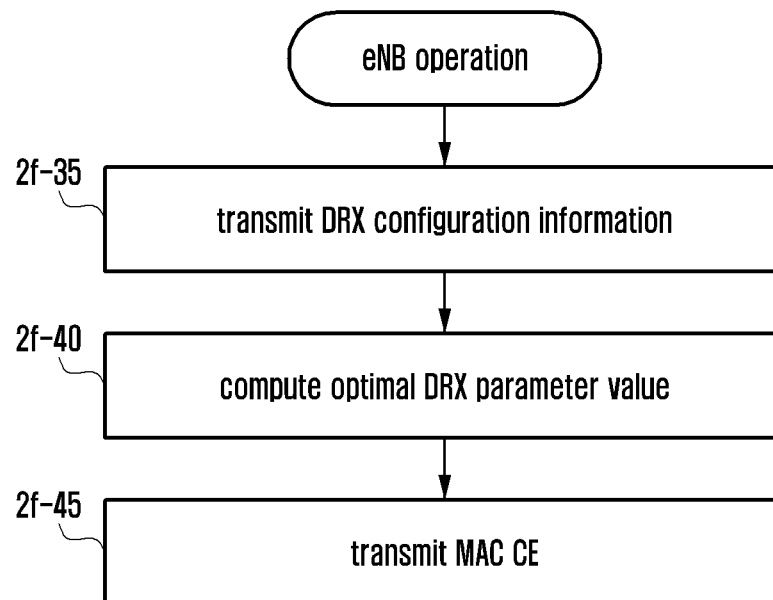 eNB operation
2f-35
transmit DRX configuration information
2f-40
compute optimal DRX parameter value
2f-45
transmit MAC CE